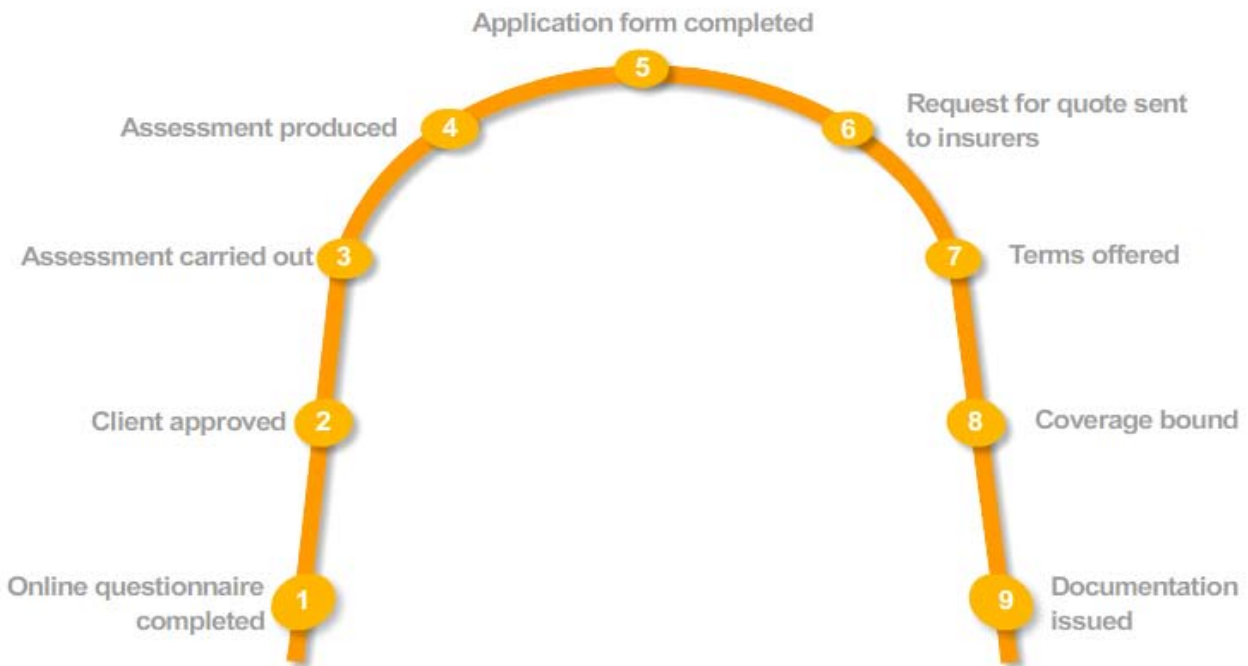 Application form completed
5
Assessment produced
4
6
Request for quote sent
to insurers
Assessment carried out
3
7
Terms offered
Client approved
2
8
Coverage bound
Online questionnaire
completed
1
9
Documentation
issued